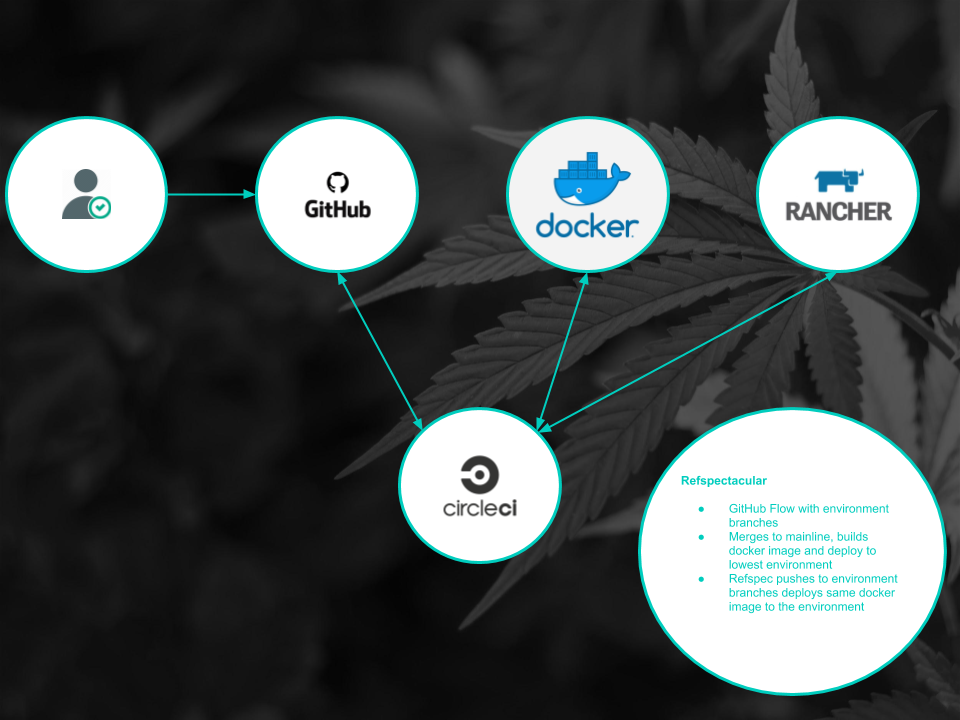 GitHub
docker
RANCHER
circleci
Refspectacular
● GitHub Flow with environment
branches
● Merges to mainline, builds
docker image and deploy to
lowest environment
● Refspec pushes to environment
branches deploys same docker
image to the environment